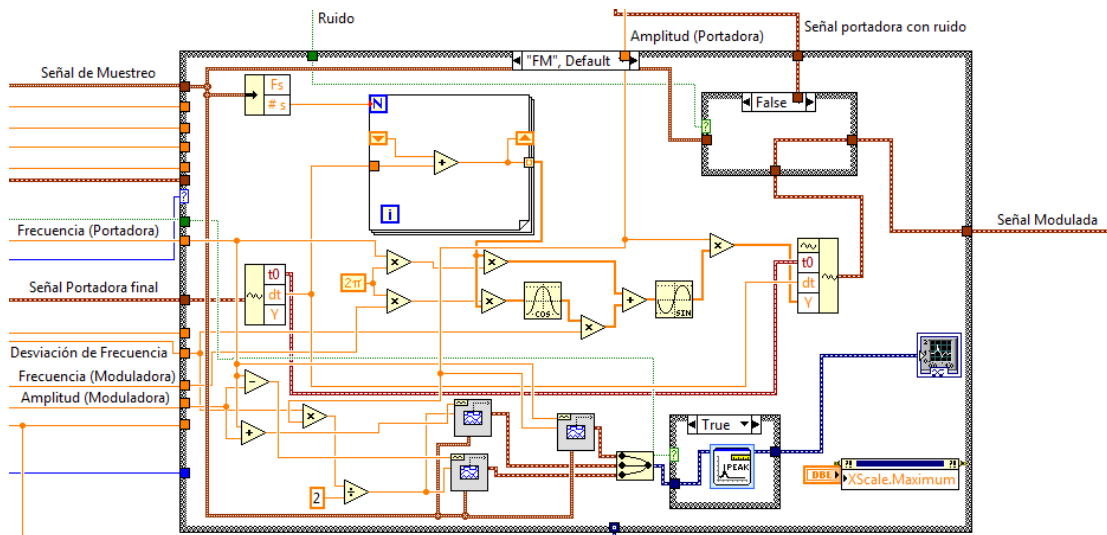 Ruido
Amplitud (Portadora)
Señal portadora con ruido
"FM", Default
Señal de Muestreo
Fs
# s
N
False
?
+
i
?
Frecuencia (Portadora)
Señal Modulada
×
×
×
2π
t0
t0
Señal Portadora final
dt
dt
×
×
COS
+
SIN
Y
Y
×
Desviación de Frecuencia
Frecuencia (Moduladora)
-
Amplitud (Moduladora)
×
+
True
?
PEAK
?!
?!
DBL
XScale.Maximum
2
÷